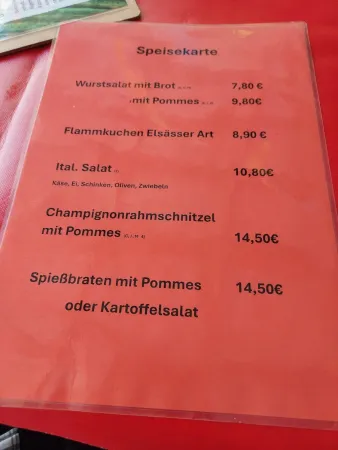 Speisekarte
Wurstsalat mit Brot 7,80 €
mit Pommes 9,80€
Flammkuchen Elsässer Art 8,90 €
Ital. Salat 10,80€
Käse, Ei, Schinken, Oliven, Zwiebeln
Champignonrahmschnitzel
mit Pommes 14,50€
Spießbraten mit Pommes 14,50€
oder Kartoffelsalat